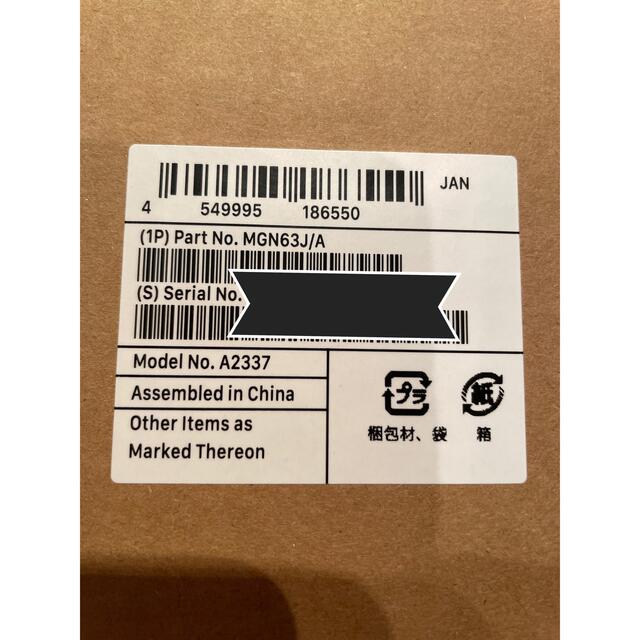 JAN
4 549995 186550
(1P) Part No. MGN63J/A
(S) Serial No.
Model No. A2337
Assembled in China
Other Items as
Marked Thereon
プラ 紙
梱包材、袋 箱